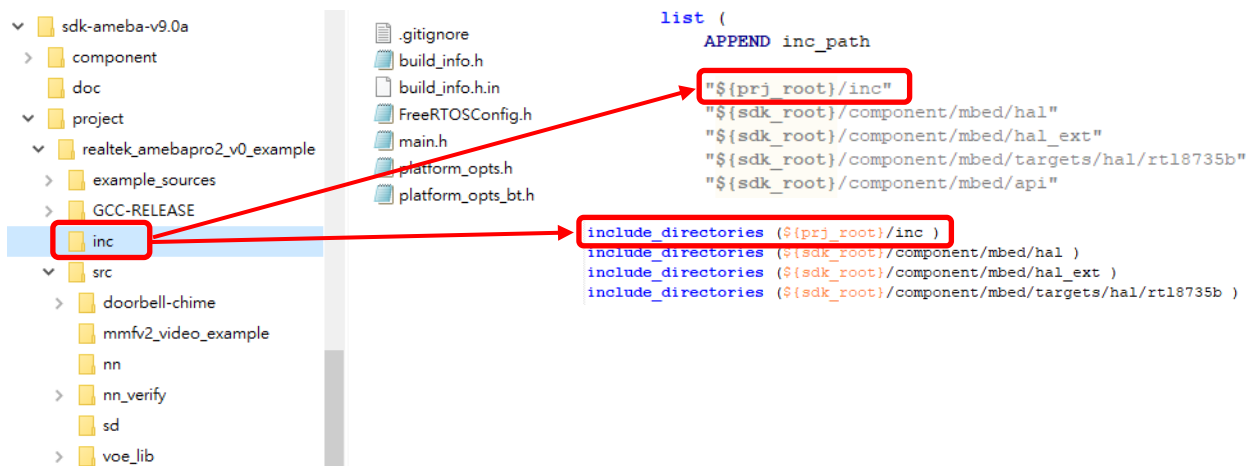 sdk-ameba-v9.0a
component
doc
project
realtek_amebapro2_v0_example
example_sources
GCC-RELEASE
inc
src
doorbell-chime
mmfv2_video_example
nn
nn_verify
sd
voe_lib
.gitignore
build_info.h
build_info.h.in
FreeRTOSConfig.h
main.h
platform_opts.h
platform_opts_bt.h
list (
APPEND inc_path
"${prj_root}/inc"
"${sdk_root}/component/mbed/hal"
"${sdk_root}/component/mbed/hal_ext"
"${sdk_root}/component/mbed/targets/hal/rtl8735b"
"${sdk_root}/component/mbed/api"
include_directories (${prj_root}/inc )
include_directories (${sdk_root}/component/mbed/hal )
include_directories (${sdk_root}/component/mbed/hal_ext )
include_directories (${sdk_root}/component/mbed/targets/hal/rtl8735b )